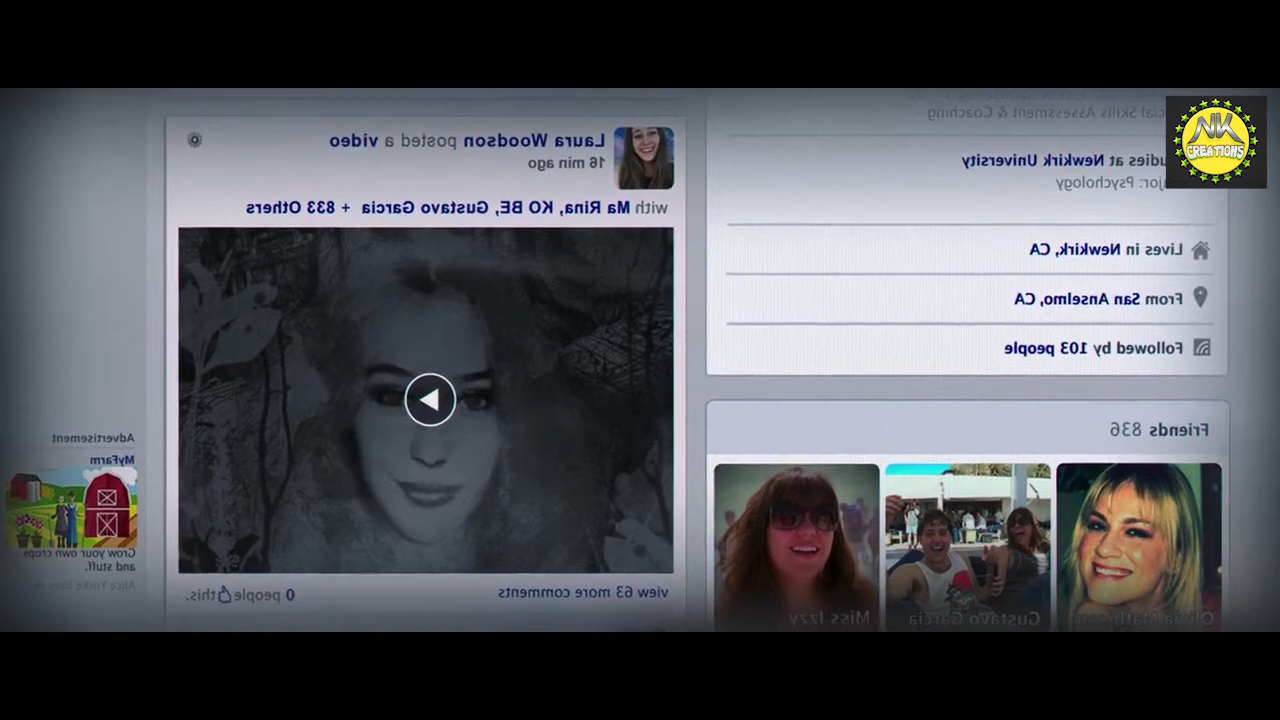 NK
CREATIONS
Laura Woodson posted a video
16 min ago
with Ma Rina, KO BE, Gustavo Garcia + 833 Others
view 63 more comments
0 people this.
Skills Assessment & Coaching
at Newkirk University
Psychology
Lives in Newkirk, CA
From San Anselmo, CA
Followed by 103 people
Friends 836
Gustavo Garcia
Miss Izzy
Advertisement
MyFarm
Grow your own crops
and stuff.